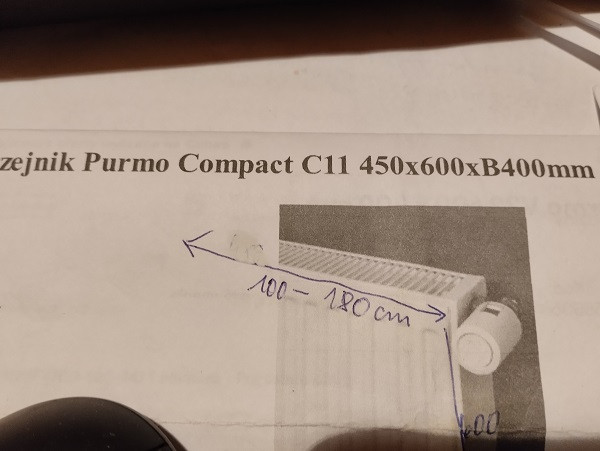 zejnik Purmo Compact C11 450x600xB400mm
100 - 180 cm
600